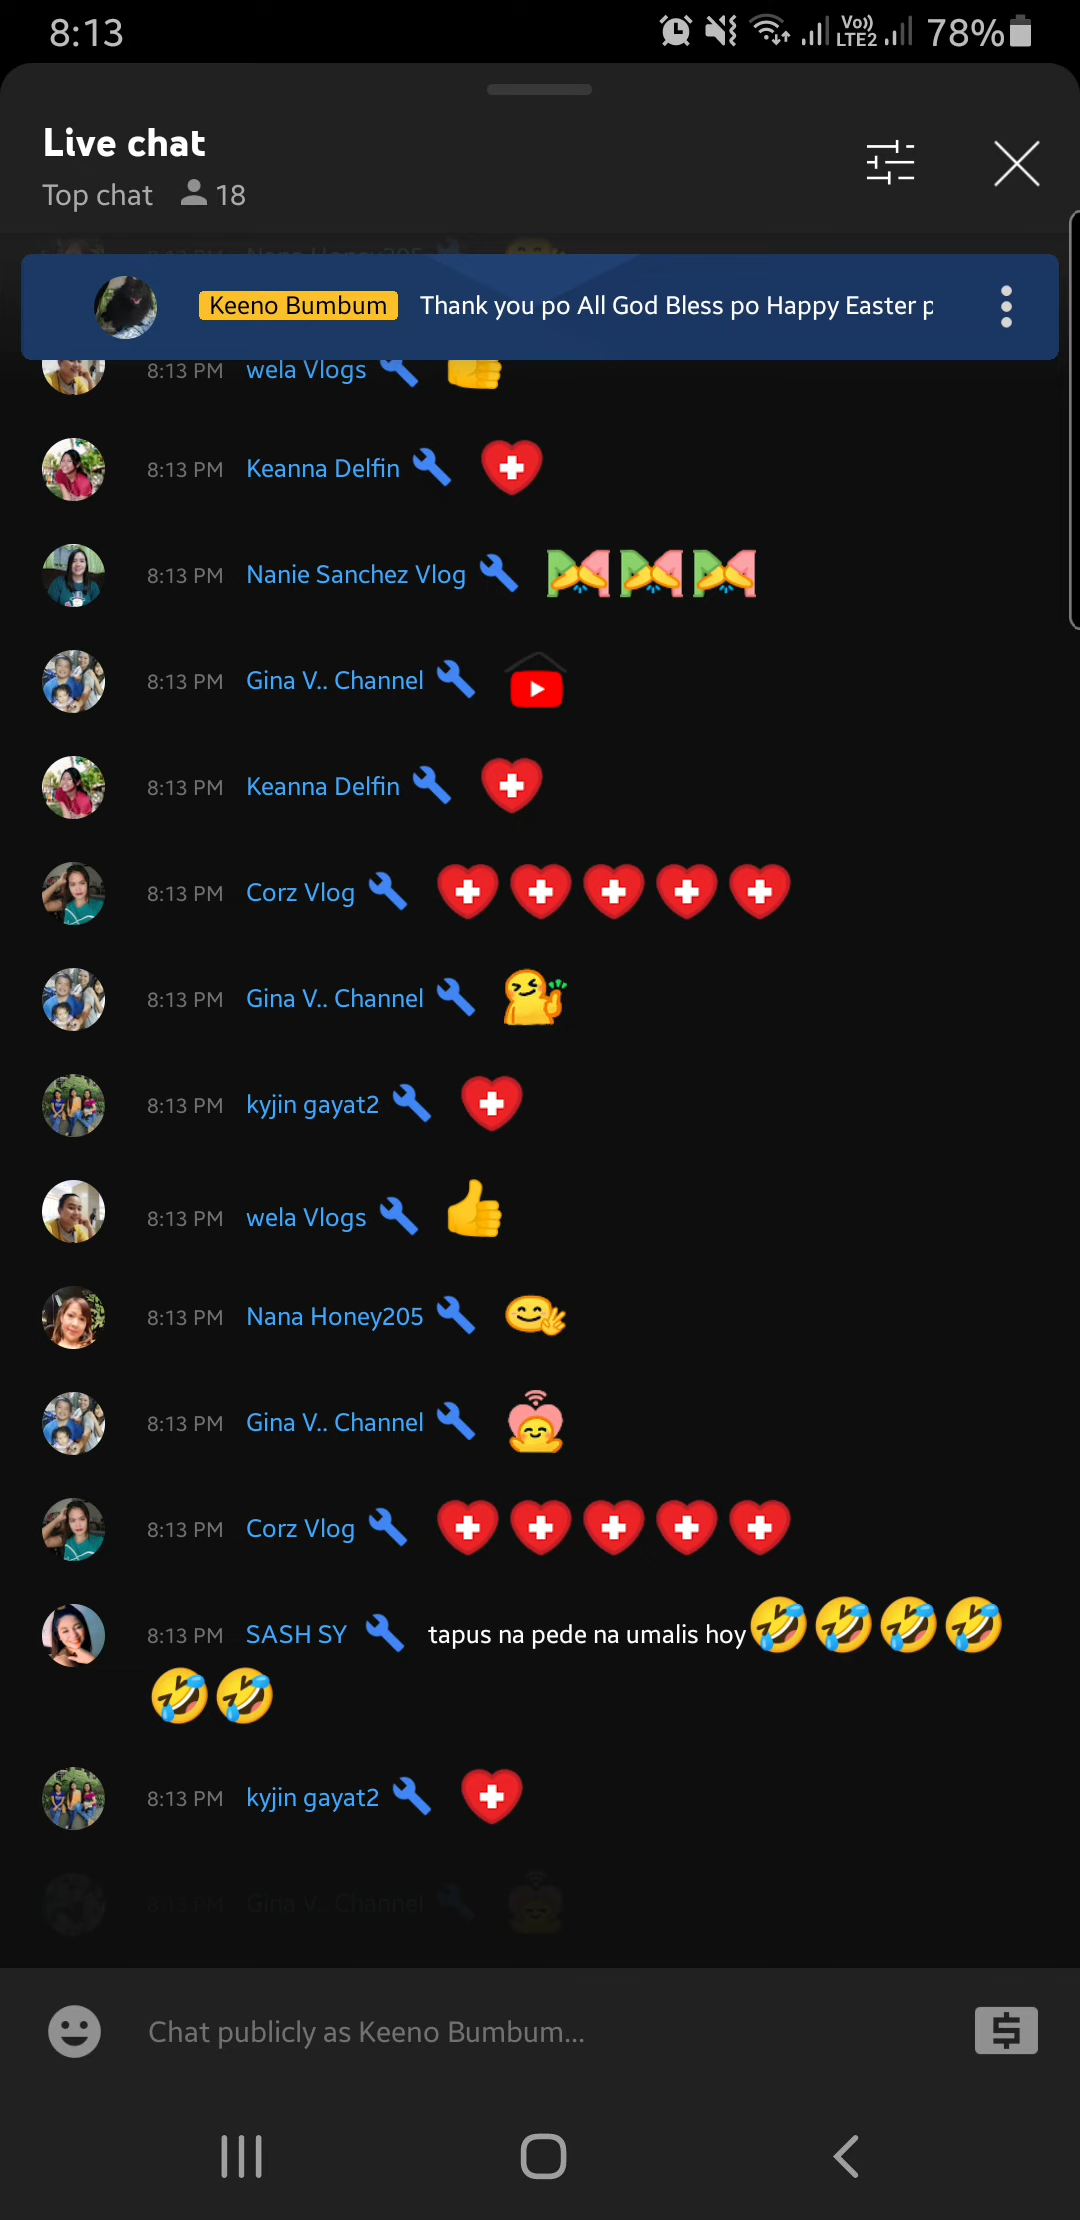 8:13
Vo)) LTE2 78%
Live chat
Top chat 18
Keeno Bumbum Thank you po All God Bless po Happy Easter p
8:13 PM wela Vlogs
8:13 PM Keanna Delfin
8:13 PM Nanie Sanchez Vlog
8:13 PM Gina V.. Channel
8:13 PM Keanna Delfin
8:13 PM Corz Vlog
8:13 PM Gina V.. Channel
8:13 PM kyjin gayat2
8:13 PM wela Vlogs
8:13 PM Nana Honey205
8:13 PM Gina V.. Channel
8:13 PM Corz Vlog
8:13 PM SASH SY tapus na pede na umalis hoy🤣🤣🤣🤣
🤣🤣
8:13 PM kyjin gayat2
8:13 PM Gina V.. Channel
Chat publicly as Keeno Bumbum...